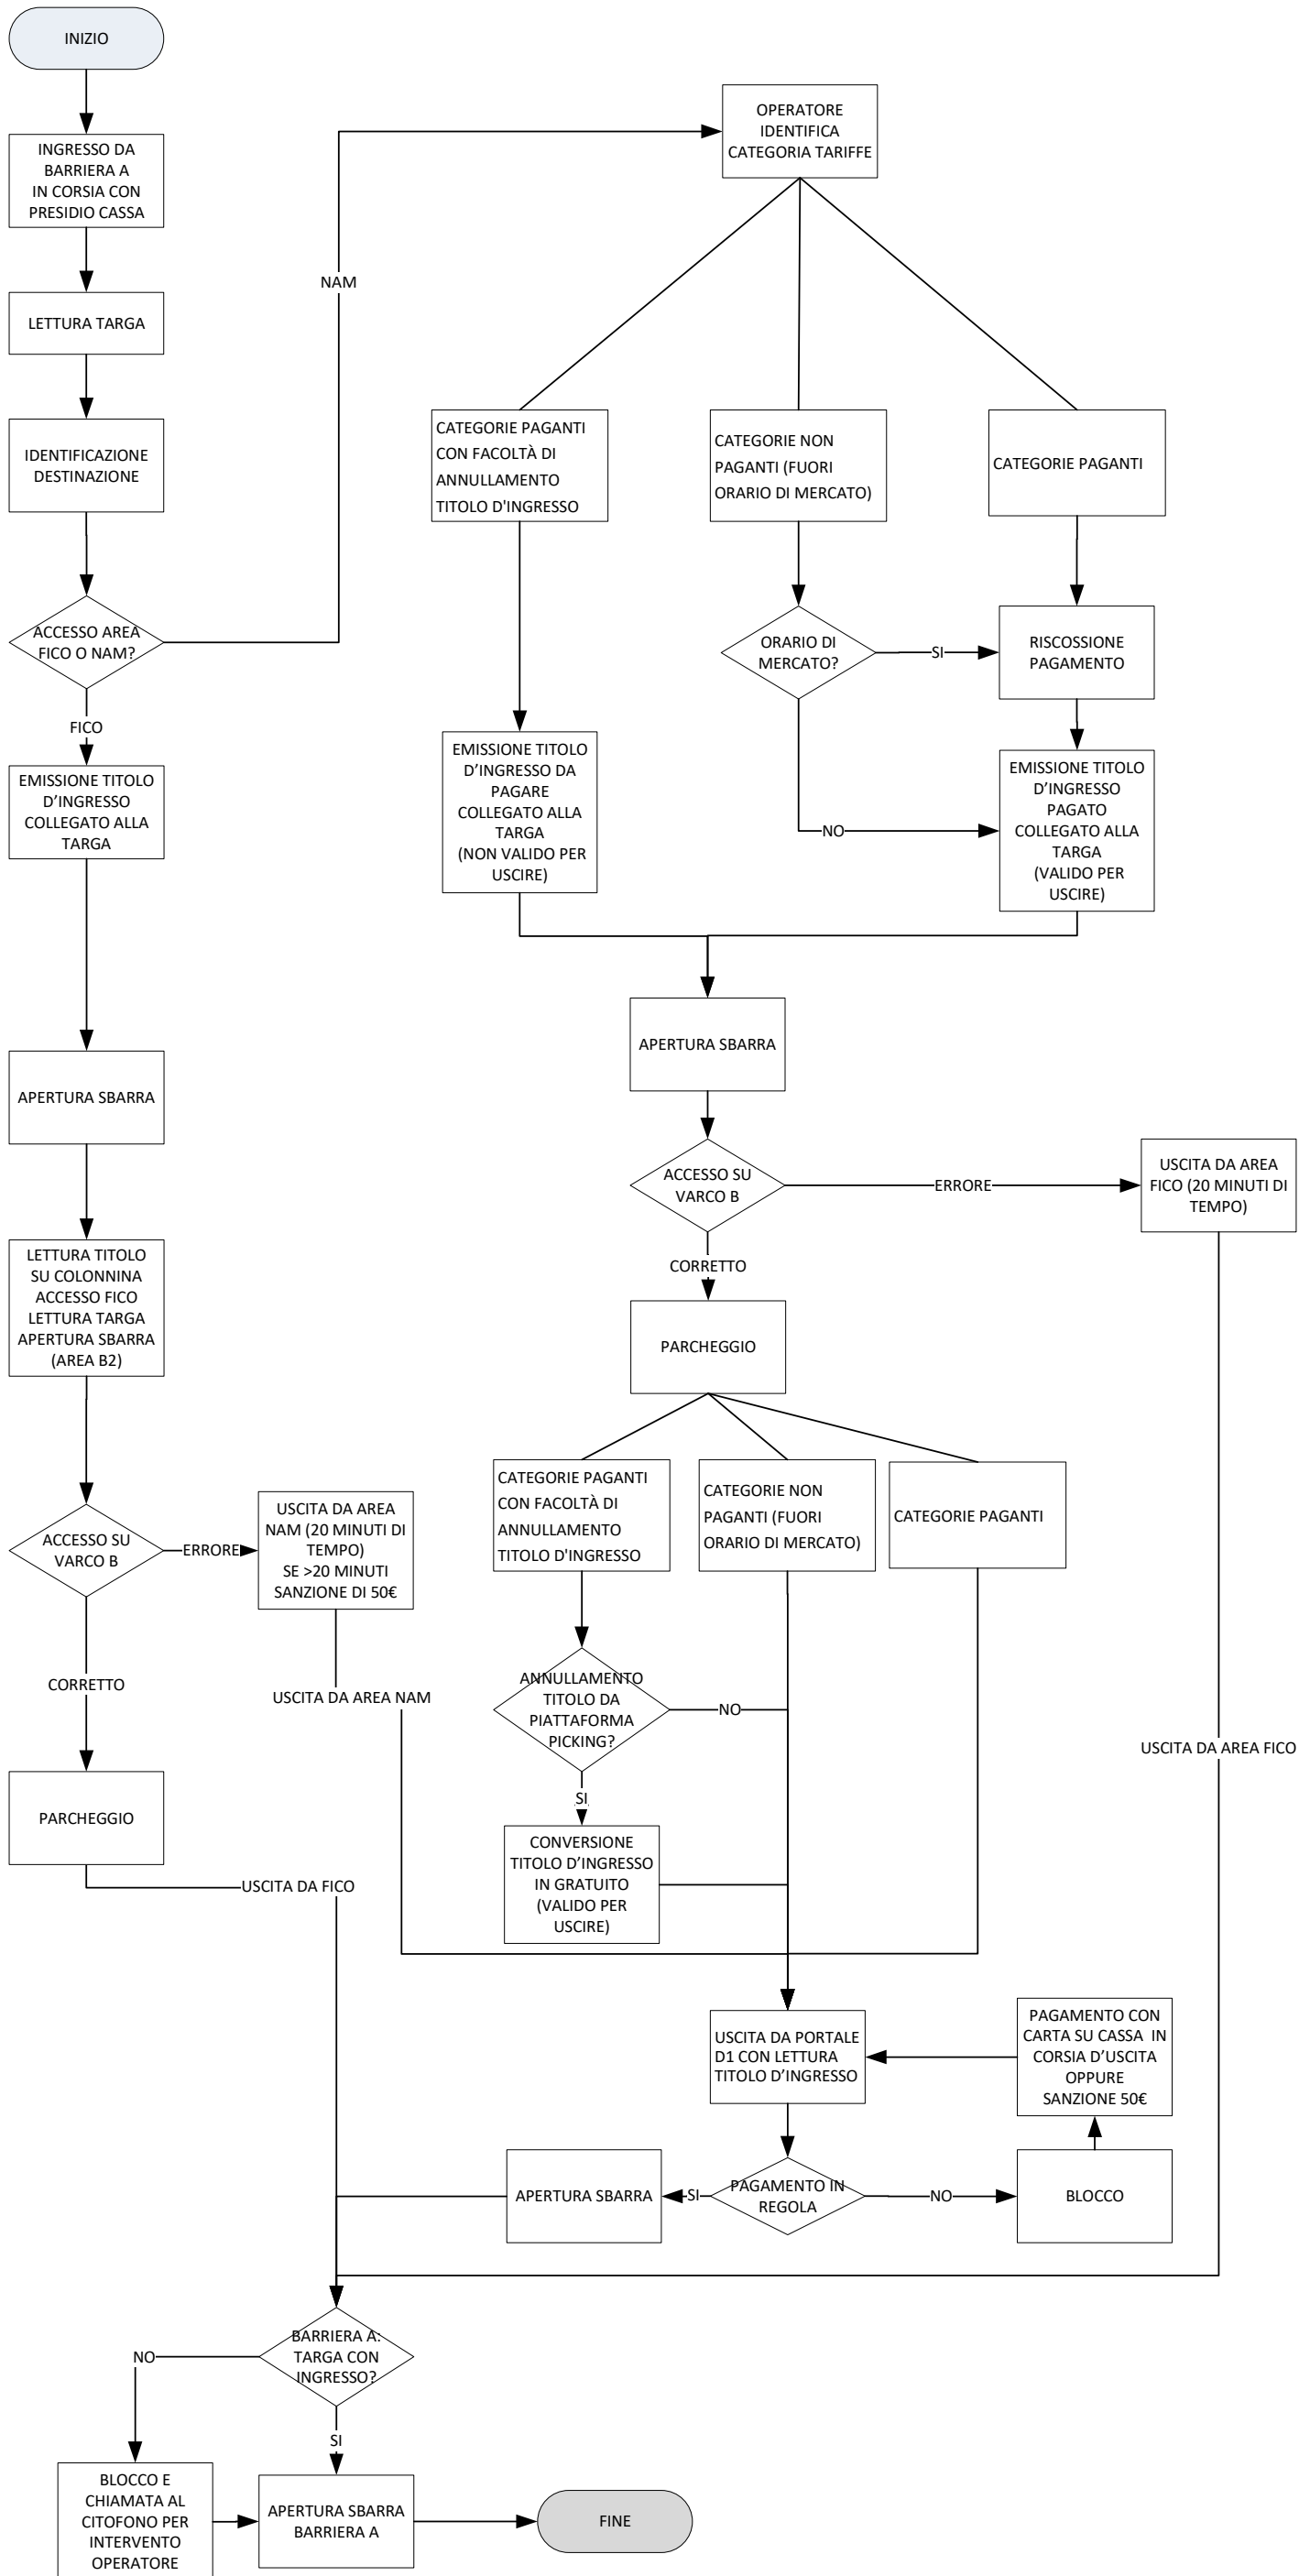 INIZIO
INGRESSO DA
BARRIERA A
IN CORSIA CON
PRESIDIO CASSA
LETTURA TARGA
IDENTIFICAZIONE
DESTINAZIONE
ACCESSO AREA
FICO O NAM?
NAM
FICO
EMISSIONE TITOLO
D'INGRESSO
COLLEGATO ALLA
TARGA
APERTURA SBARRA
LETTURA TITOLO
SU COLONNINA
ACCESSO FICO
LETTURA TARGA
APERTURA SBARRA
(AREA B2)
ACCESSO SU
VARCO B
ERRORE
USCITA DA AREA
NAM (20 MINUTI DI
TEMPO)
SE >20 MINUTI
SANZIONE DI 50€
USCITA DA AREA NAM
CORRETTO
PARCHEGGIO
USCITA DA FICO
OPERATORE
IDENTIFICA
CATEGORIA TARIFFE
CATEGORIE PAGANTI
CON FACOLTÀ DI
ANNULLAMENTO
TITOLO D'INGRESSO
CATEGORIE NON
PAGANTI (FUORI
ORARIO DI MERCATO)
CATEGORIE PAGANTI
ORARIO DI
MERCATO?
SI
RISCOSSIONE
PAGAMENTO
NO
EMISSIONE TITOLO
D'INGRESSO DA
PAGARE
COLLEGATO ALLA
TARGA
(NON VALIDO PER
USCIRE)
EMISSIONE TITOLO
D'INGRESSO
PAGATO
COLLEGATO ALLA
TARGA
(VALIDO PER
USCIRE)
APERTURA SBARRA
ACCESSO SU
VARCO B
ERRORE
USCITA DA AREA
FICO (20 MINUTI DI
TEMPO)
USCITA DA AREA FICO
CORRETTO
PARCHEGGIO
CATEGORIE PAGANTI
CON FACOLTÀ DI
ANNULLAMENTO
TITOLO D'INGRESSO
CATEGORIE NON
PAGANTI (FUORI
ORARIO DI MERCATO)
CATEGORIE PAGANTI
ANNULLAMENTO
TITOLO DA
PIATTAFORMA
PICKING?
NO
SI
CONVERSIONE
TITOLO D'INGRESSO
IN GRATUITO
(VALIDO PER
USCIRE)
USCITA DA PORTALE
D1 CON LETTURA
TITOLO D'INGRESSO
PAGAMENTO CON
CARTA SU CASSA IN
CORSIA D'USCITA
OPPURE
SANZIONE 50€
APERTURA SBARRA
SI
PAGAMENTO IN
REGOLA
NO
BLOCCO
BARRIERA A:
TARGA CON
INGRESSO?
NO
SI
BLOCCO E
CHIAMATA AL
CITOFONO PER
INTERVENTO
OPERATORE
APERTURA SBARRA
BARRIERA A
FINE